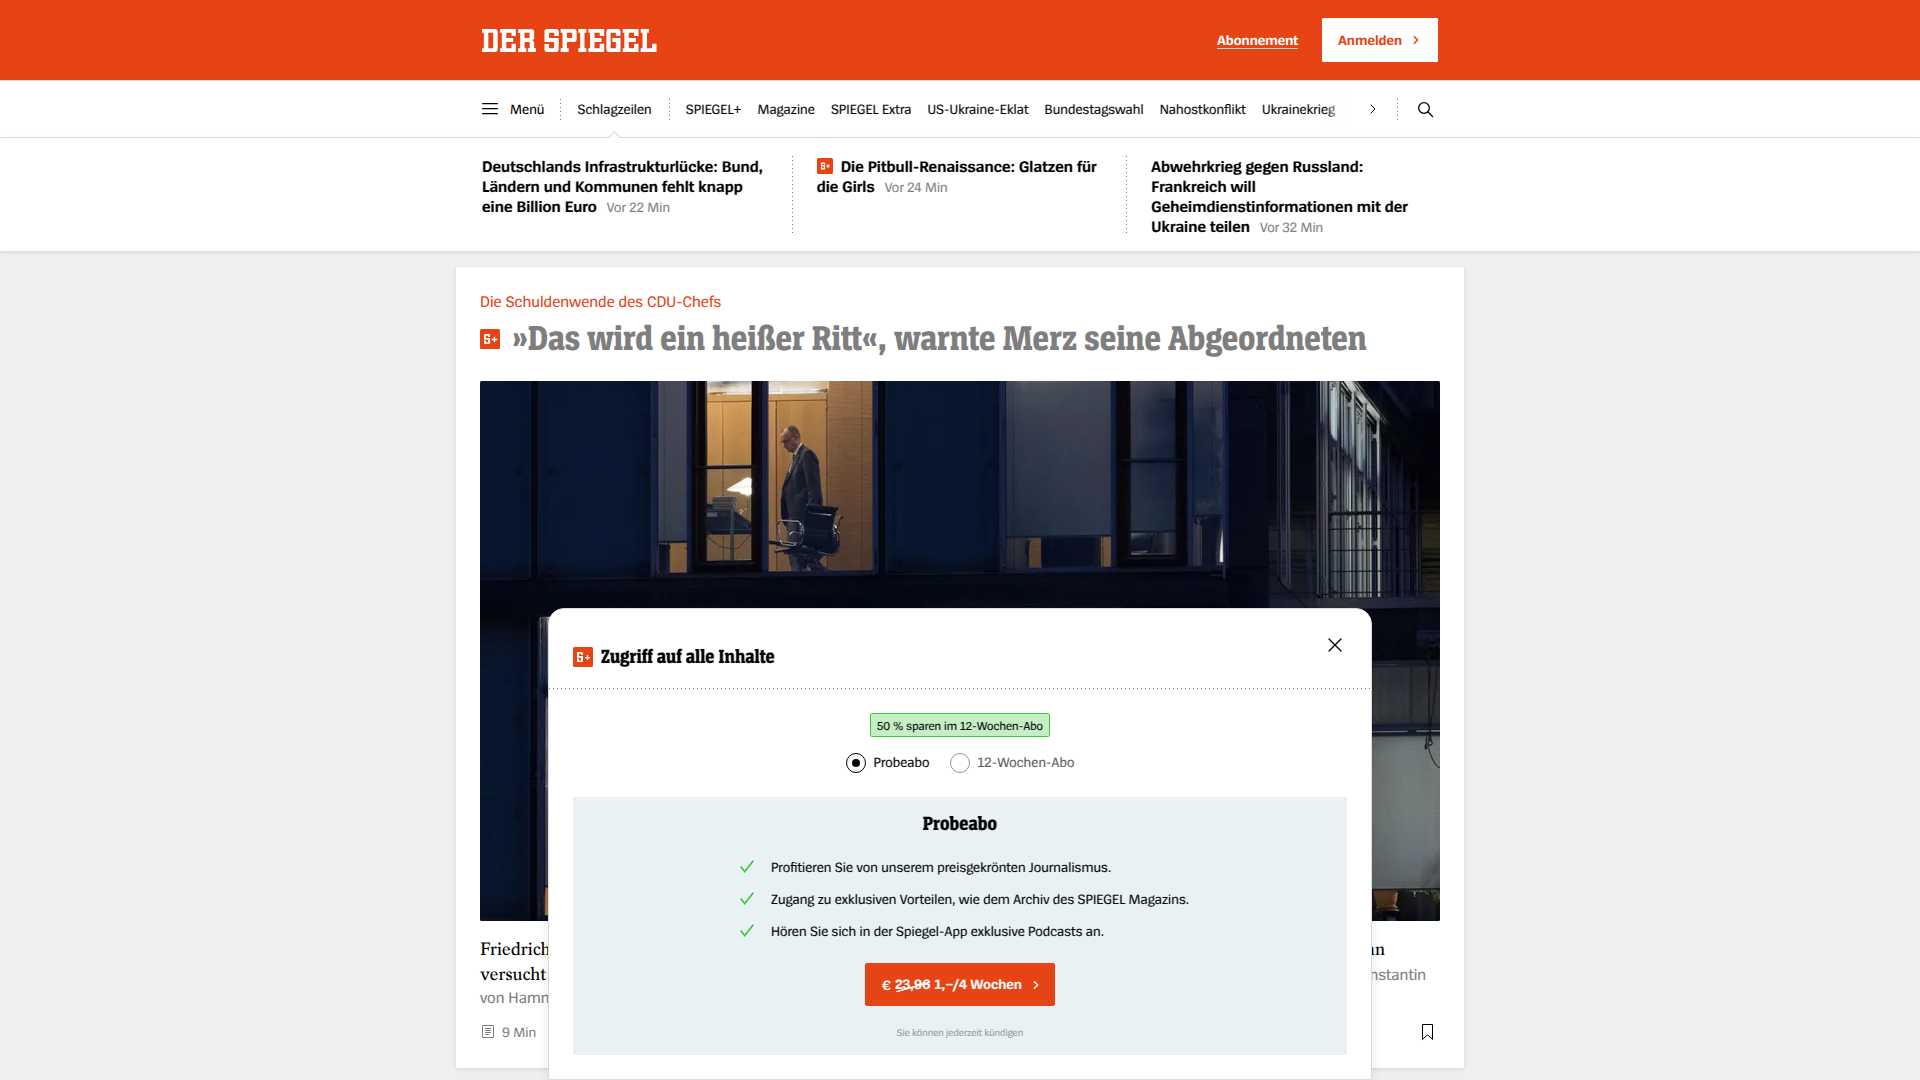 DER SPIEGEL
Abonnement
Anmelden
Menü
Schlagzeilen
SPIEGEL+
Magazine
SPIEGEL Extra
US-Ukraine-Eklat
Bundestagswahl
Nahostkonflikt
Ukrainekrieg
Deutschlands Infrastrukturlücke: Bund,
Ländern und Kommunen fehlt knapp
eine Billion Euro Vor 22 Min
Die Pitbull-Renaissance: Glatzen für
die Girls Vor 24 Min
Abwehrkrieg gegen Russland:
Frankreich will
Geheimdienstinformationen mit der
Ukraine teilen Vor 32 Min
Die Schuldenwende des CDU-Chefs
S+ »Das wird ein heißer Ritt«, warnte Merz seine Abgeordneten
S+ Zugriff auf alle Inhalte
50 % sparen im 12-Wochen-Abo
Probeabo
12-Wochen-Abo
Probeabo
Profitieren Sie von unserem preisgekrönten Journalismus.
Zugang zu exklusiven Vorteilen, wie dem Archiv des SPIEGEL Magazins.
Hören Sie sich in der Spiegel-App exklusive Podcasts an.
€ 23,96 1,–/4 Wochen
Sie können jederzeit kündigen
Friedrich
versucht
von Hamm
9 Min